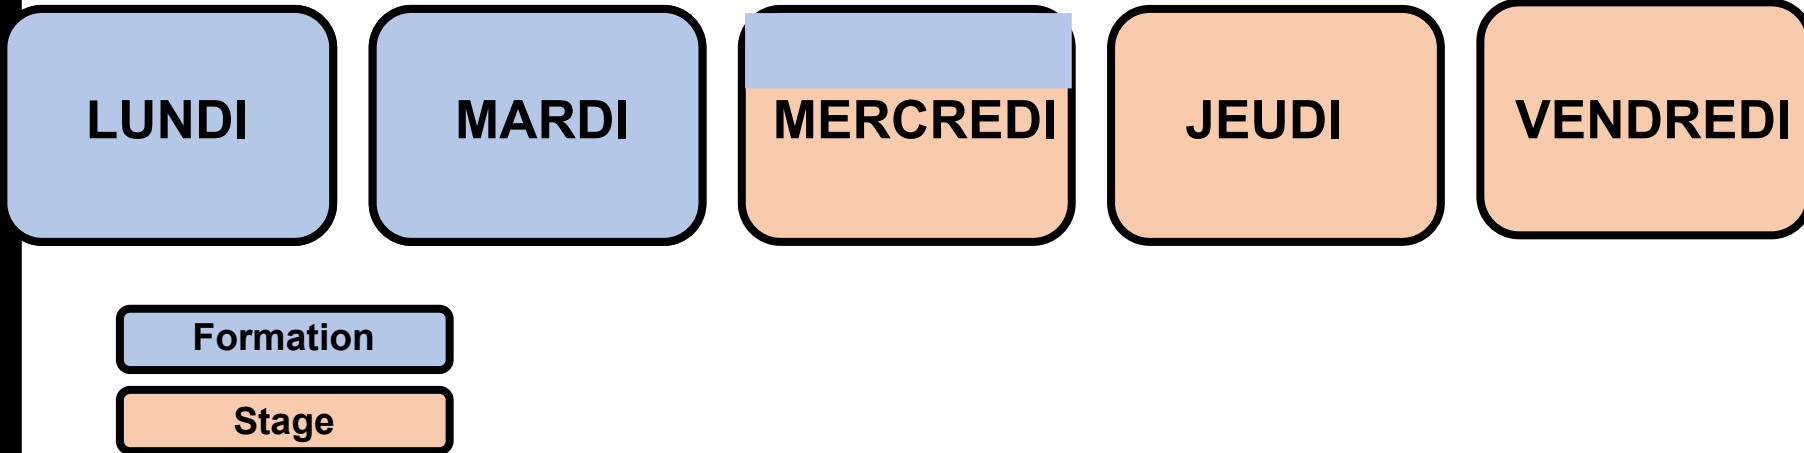 LUNDI
MARDI
MERCREDI
JEUDI
VENDREDI
Formation
Stage